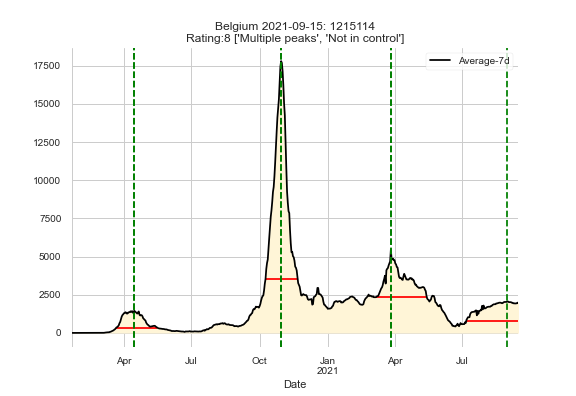 Belgium 2021-09-15: 1215114
Rating:8 ['Multiple peaks', 'Not in control']
Average-7d
17500
15000
12500
10000
7500
5000
2500
0
Apr
Jul
Oct
Jan
2021
Apr
Jul
Date